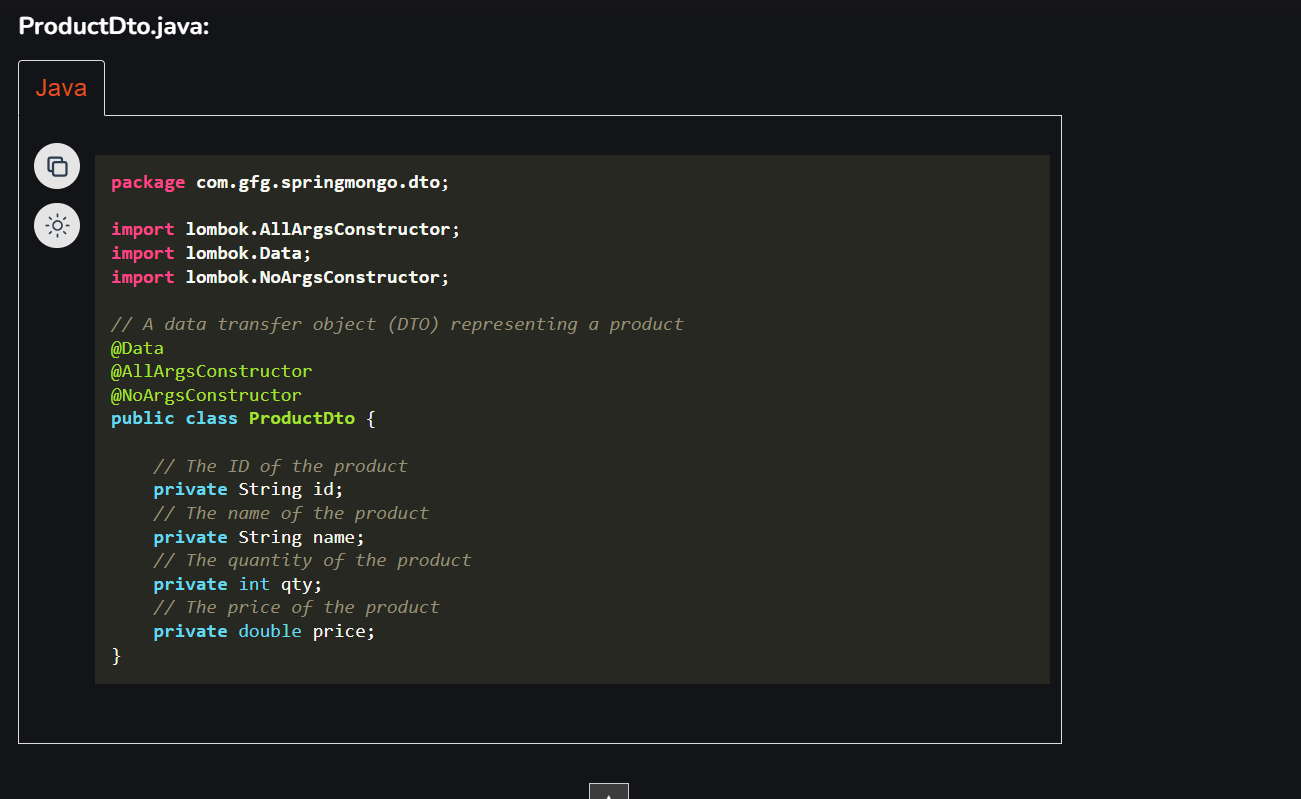 ProductDto.java:
Java
package com.gfg.springmongo.dto;
import lombok.AllArgsConstructor;
import lombok.Data;
import lombok.NoArgsConstructor;
// A data transfer object (DTO) representing a product
@Data
@AllArgsConstructor
@NoArgsConstructor
public class ProductDto {
// The ID of the product
private String id;
// The name of the product
private String name;
// The quantity of the product
private int qty;
// The price of the product
private double price;
}